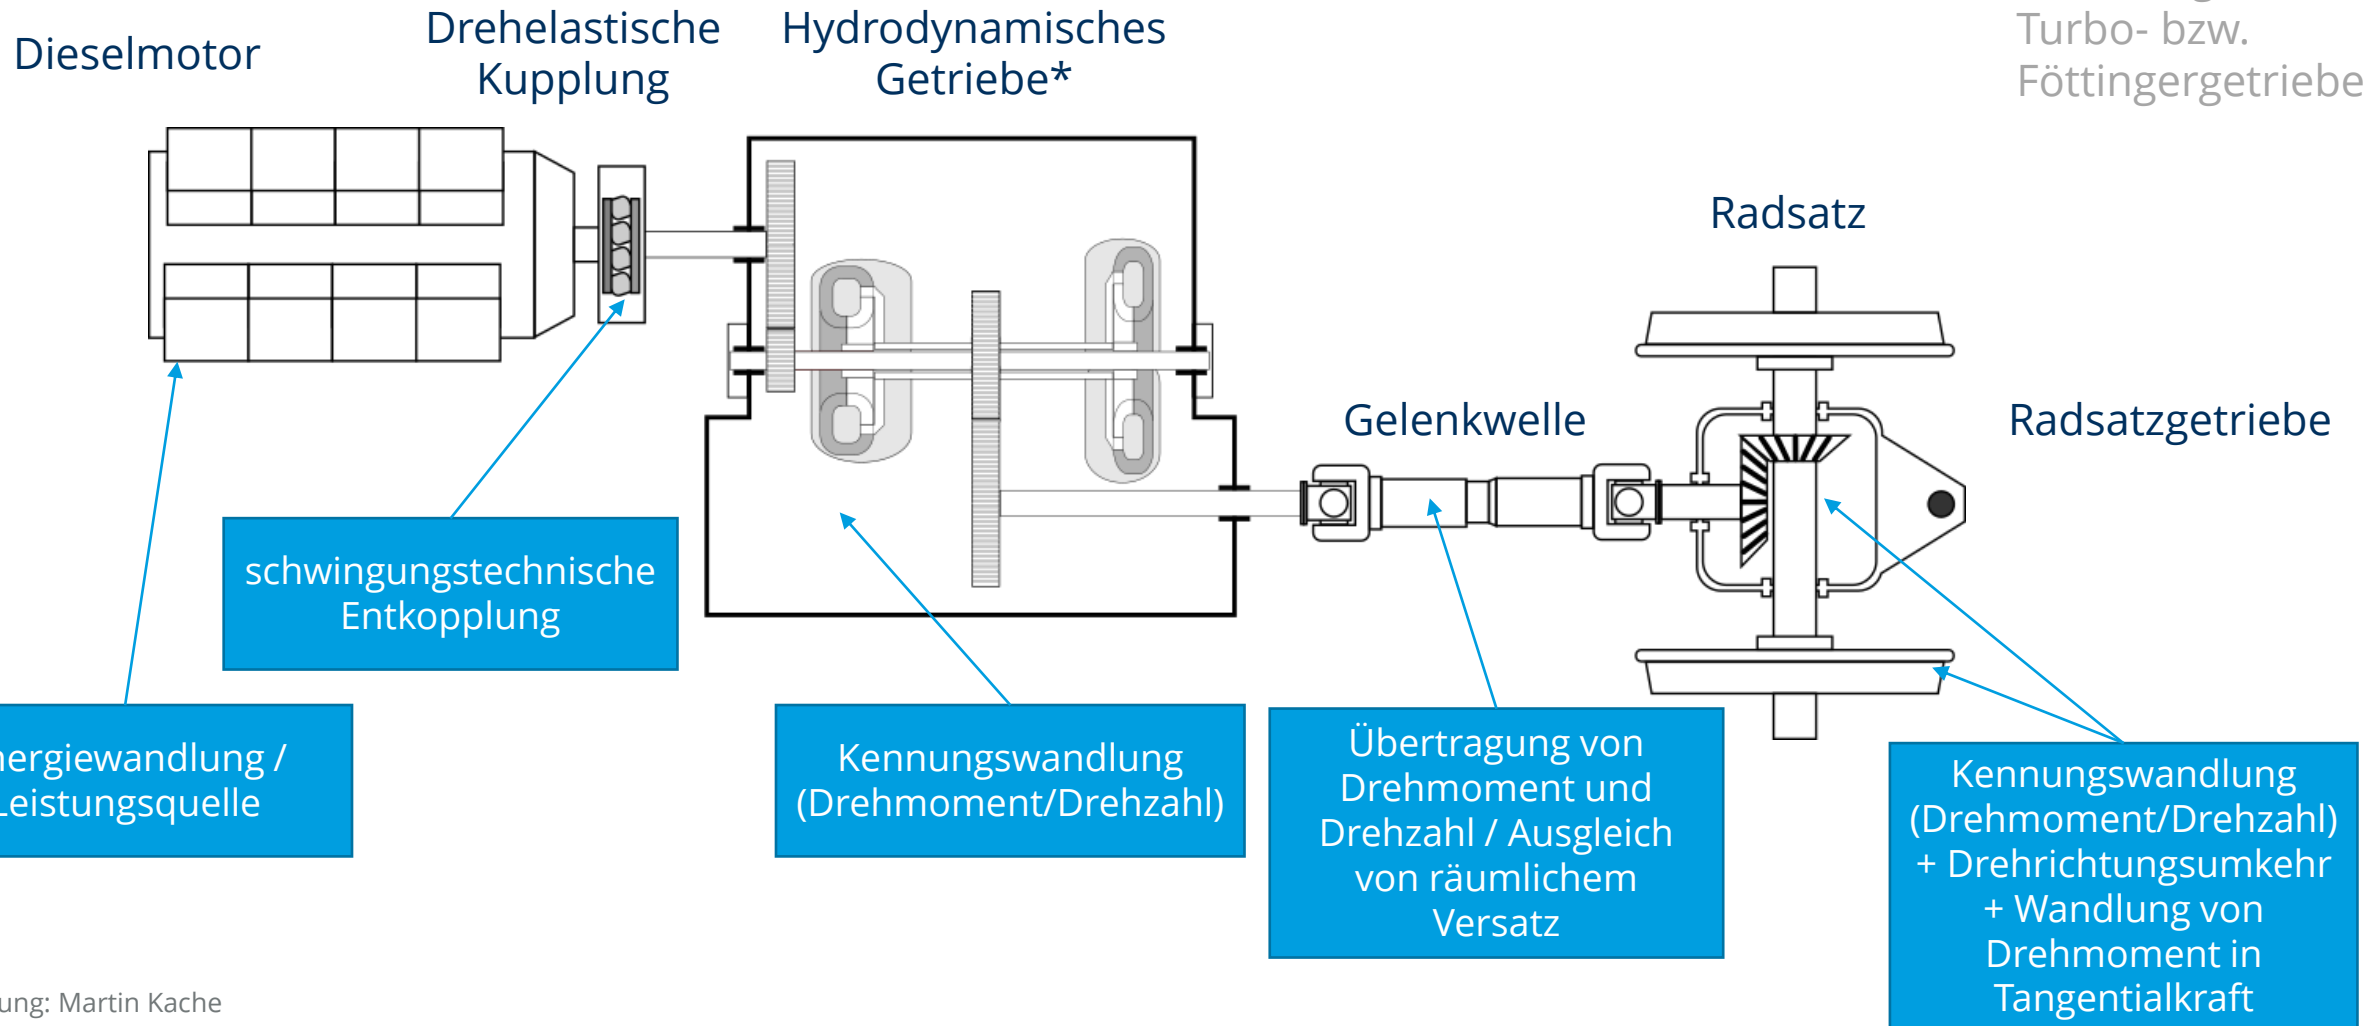 Turbo- bzw.
Föttingergetriebe
Dieselmotor
Drehelastische
Kupplung
Hydrodynamisches
Getriebe*
Radsatz
Gelenkwelle
Radsatzgetriebe
schwingungstechnische
Entkopplung
nergiewandlung /
Leistungsquelle
Kennungswandlung
(Drehmoment/Drehzahl)
Übertragung von
Drehmoment und
Drehzahl / Ausgleich
von räumlichem
Versatz
Kennungswandlung
(Drehmoment/Drehzahl)
+ Drehrichtungsumkehr
+ Wandlung von
Drehmoment in
Tangentialkraft
ung: Martin Kache